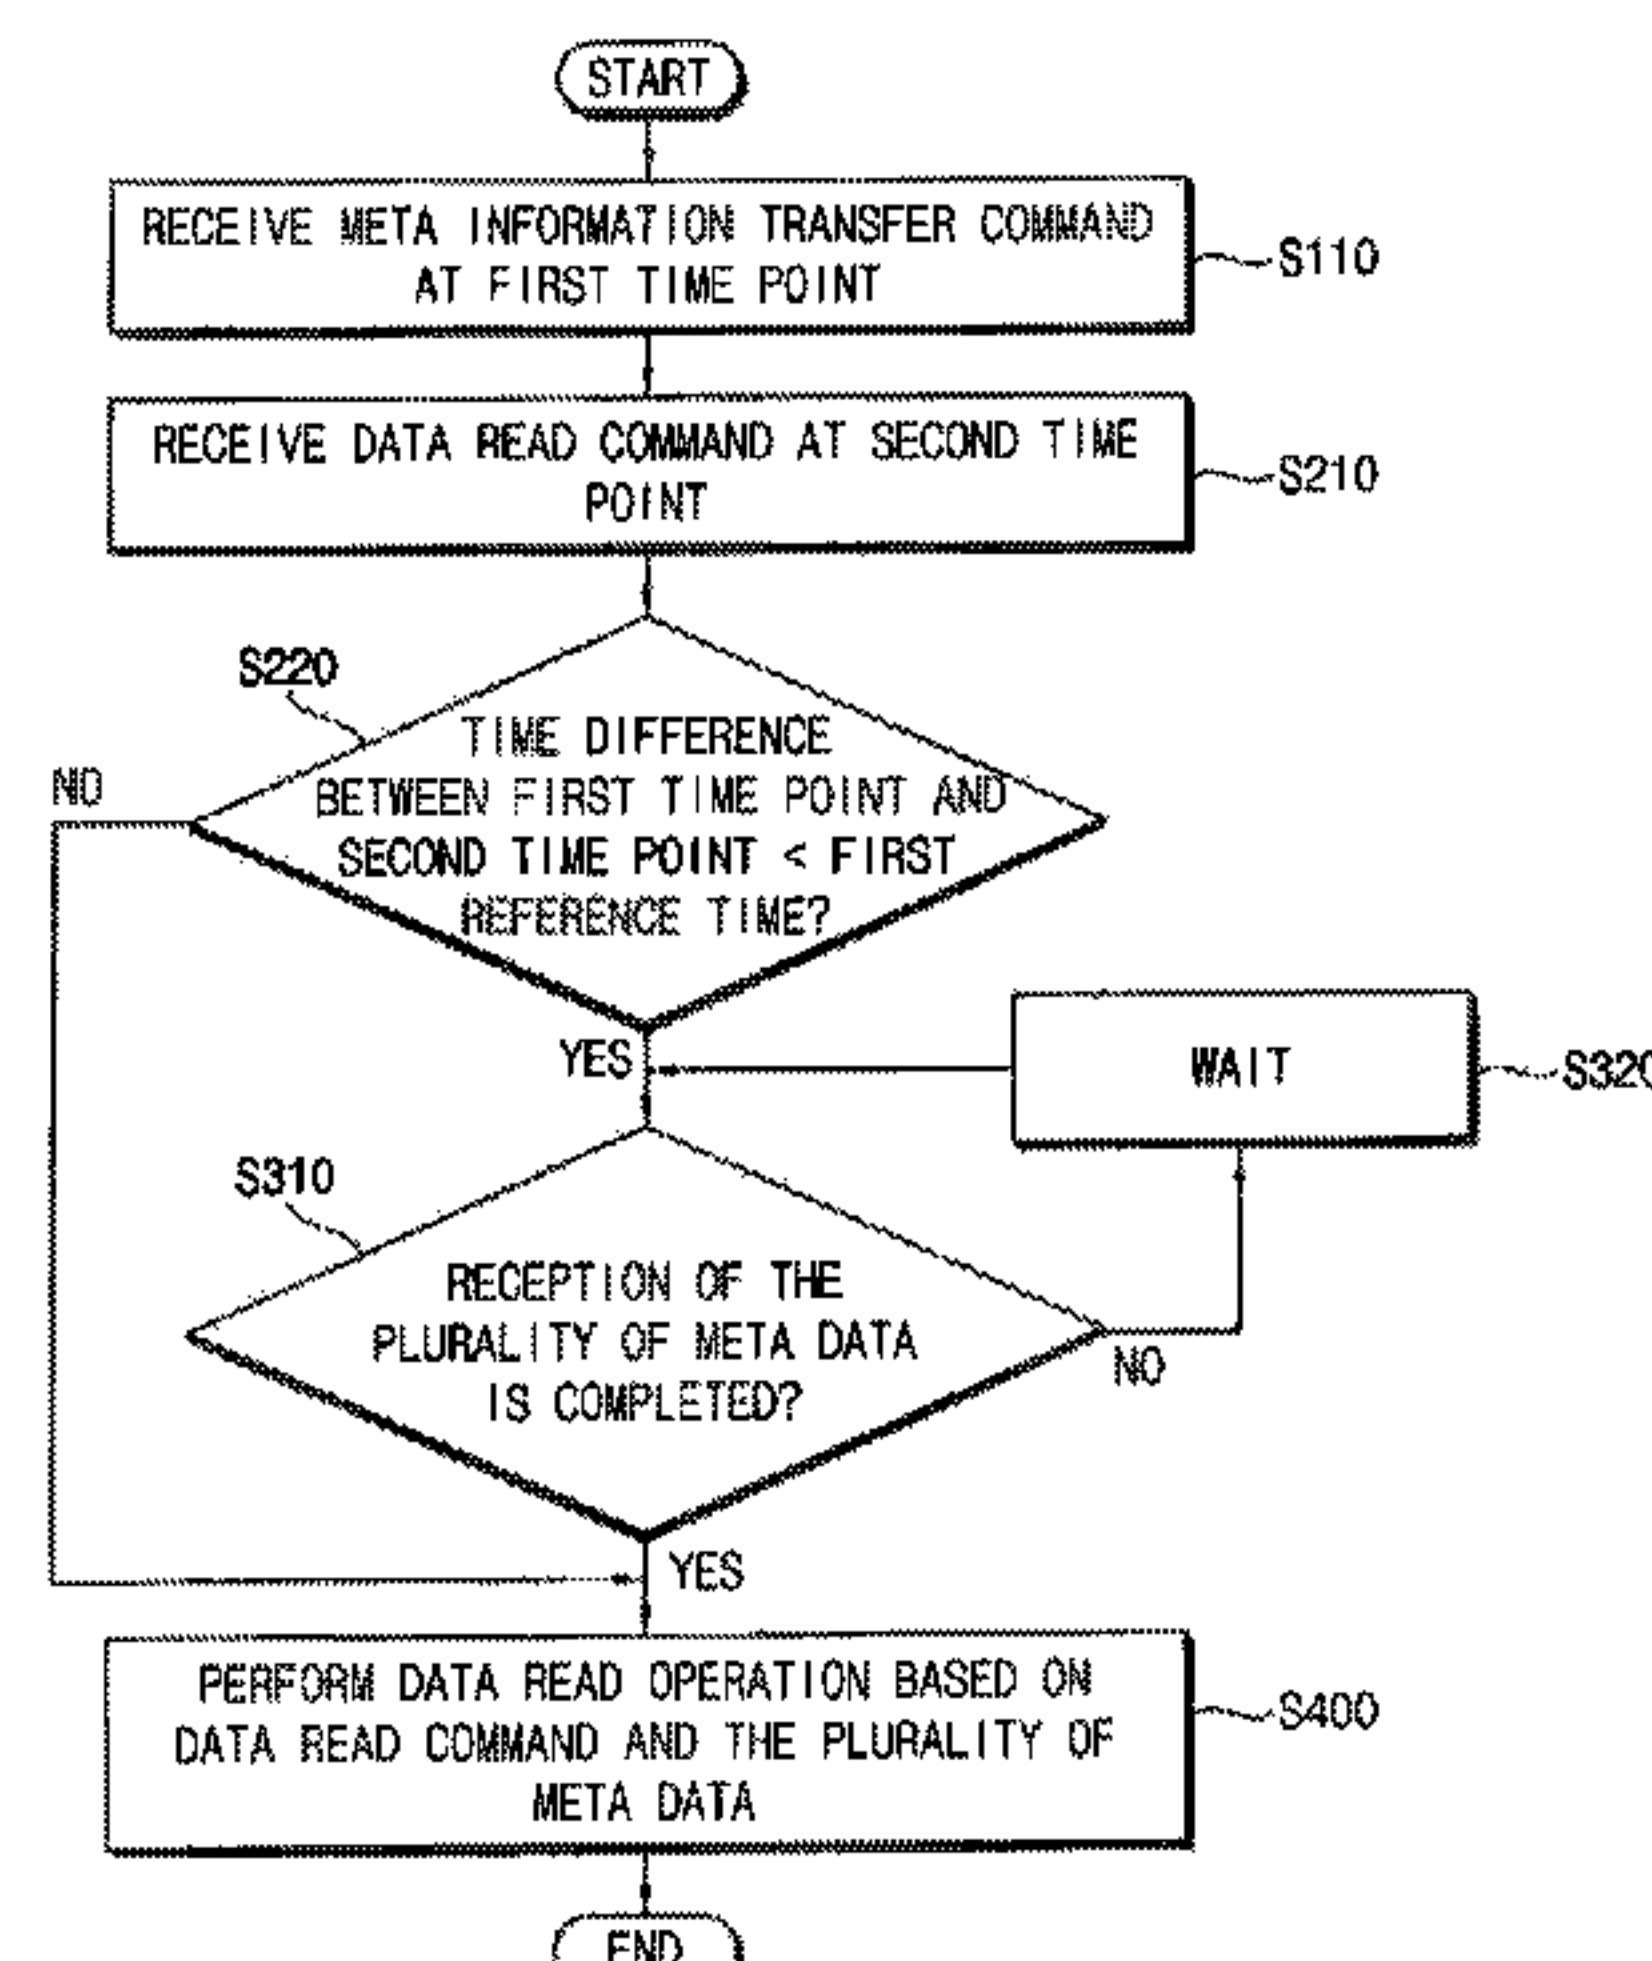 START
RECEIVE META INFORMATION TRANSFER COMMAND
AT FIRST TIME POINT
S110
RECEIVE DATA READ COMMAND AT SECOND TIME
POINT
S210
S220
TIME DIFFERENCE
BETWEEN FIRST TIME POINT AND
SECOND TIME POINT < FIRST
REFERENCE TIME?
NO
YES
WAIT
S320
S310
RECEPTION OF THE
PLURALITY OF META DATA
IS COMPLETED?
NO
YES
PERFORM DATA READ OPERATION BASED ON
DATA READ COMMAND AND THE PLURALITY OF
META DATA
S400
END